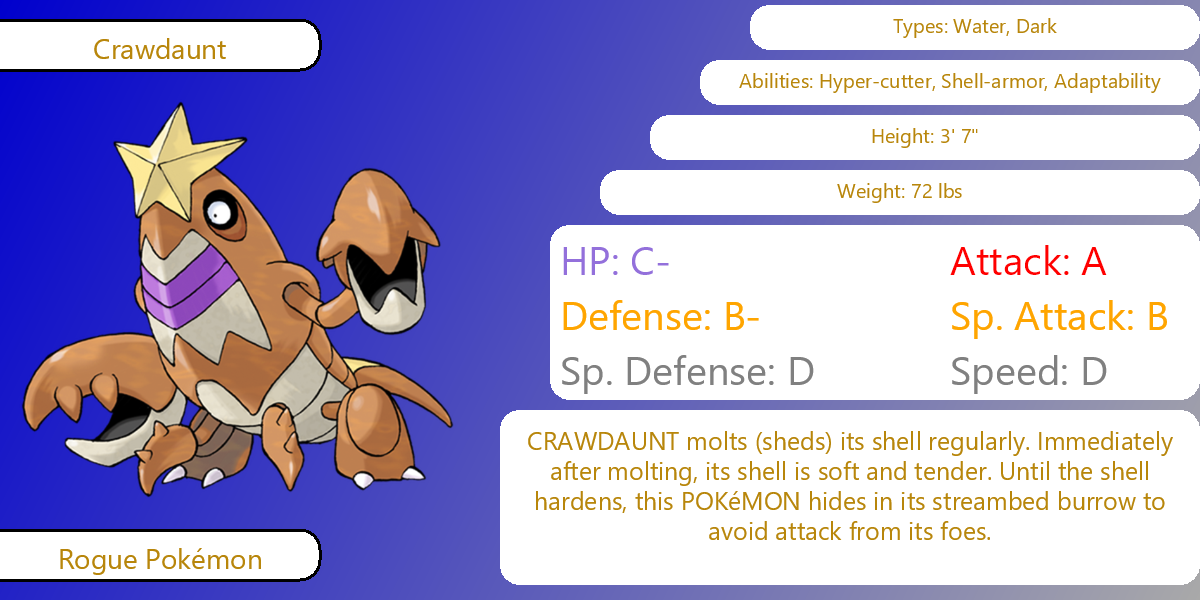 Crawdaunt
Types: Water, Dark
Abilities: Hyper-cutter, Shell-armor, Adaptability
Height: 3' 7"
Weight: 72 lbs
HP: C-
Attack: A
Defense: B-
Sp. Attack: B
Sp. Defense: D
Speed: D
CRAWDAUNT molts (sheds) its shell regularly. Immediately
after molting, its shell is soft and tender. Until the shell
hardens, this POKéMON hides in its streambed burrow to
avoid attack from its foes.
Rogue Pokémon